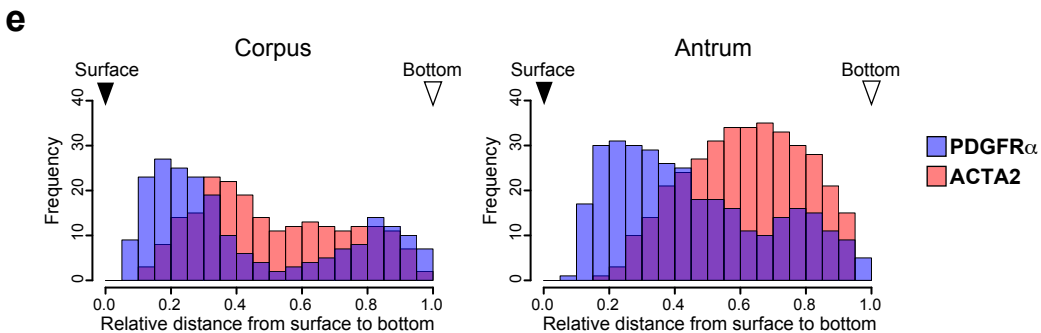 e
Corpus
Surface
Bottom
Frequency
0
10
20
30
40
0.0 0.2 0.4 0.6 0.8 1.0
Relative distance from surface to bottom
Antrum
Surface
Bottom
Frequency
0
10
20
30
40
0.0 0.2 0.4 0.6 0.8 1.0
Relative distance from surface to bottom
PDGFRα
ACTA2